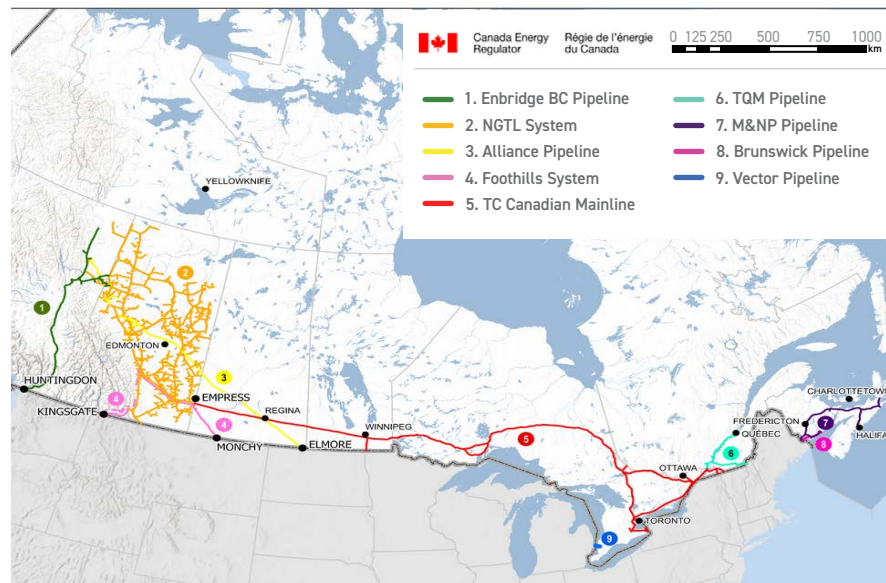 Canada Energy Regulator
Régie de l'énergie du Canada
0 125 250 500 750 1000 km
1. Enbridge BC Pipeline
2. NGTL System
3. Alliance Pipeline
4. Foothills System
5. TC Canadian Mainline
6. TQM Pipeline
7. M&NP Pipeline
8. Brunswick Pipeline
9. Vector Pipeline
YELLOWKNIFE
2
1
EDMONTON
3
HUNTINGDON
4
EMPRESS
KINGSGATE
REGINA
4
WINNIPEG
MONCHY
ELMORE
5
CHARLOTTETOWN
FREDERICTON
7
QUÉBEC
HALIFA
8
6
OTTAWA
TORONTO
9